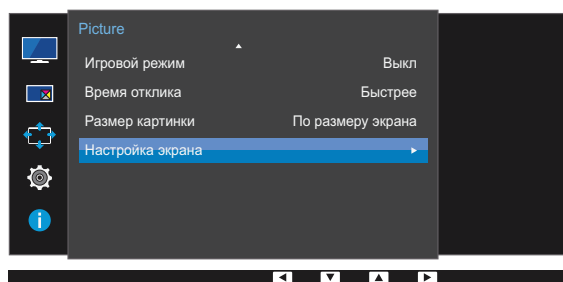 Picture
Игровой режим Выкл
Время отклика Быстрее
Размер картинки По размеру экрана
Настройка экрана